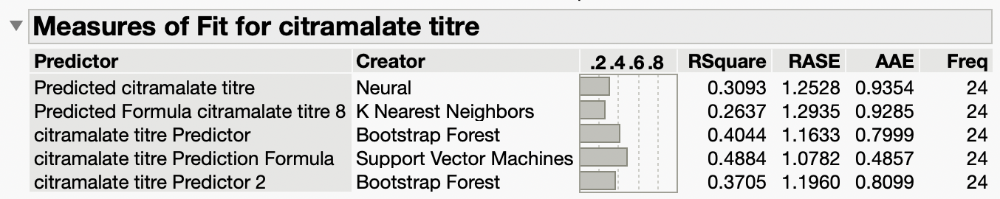 Measures of Fit for citramalate titre
Predictor Creator .2 .4 .6 .8 RSquare RASE AAE Freq
Predicted citramalate titre Neural 0.3093 1.2528 0.9354 24
Predicted Formula citramalate titre 8 K Nearest Neighbors 0.2637 1.2935 0.9285 24
citramalate titre Predictor Bootstrap Forest 0.4044 1.1633 0.7999 24
citramalate titre Prediction Formula Support Vector Machines 0.4884 1.0782 0.4857 24
citramalate titre Predictor 2 Bootstrap Forest 0.3705 1.1960 0.8099 24